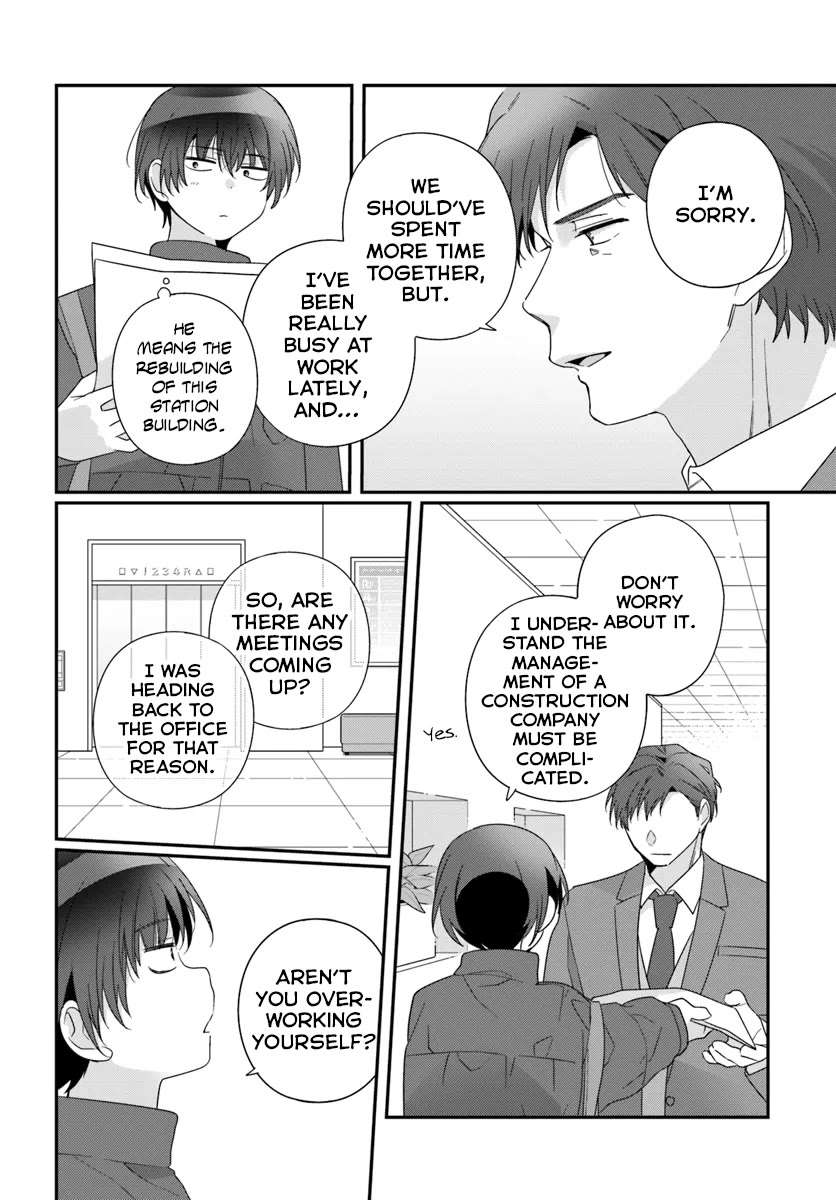 I'M
SORRY.
WE
SHOULD'VE
SPENT
MORE TIME
TOGETHER,
BUT.
I'VE
BEEN
REALLY
BUSY AT
WORK
LATELY,
AND...
HE
MEANS THE
REBUILDING
OF THIS
STATION
BUILDING.
DON'T
WORRY
ABOUT IT.
I UNDER-
STAND THE
MANAGE-
MENT OF A
CONSTRUCTION
COMPANY
MUST BE
COMPLI-
CATED.
Yes.
□▽1234R△□
SO, ARE
THERE ANY
MEETINGS
COMING
UP?
I WAS
HEADING
BACK TO
THE OFFICE
FOR THAT
REASON.
AREN'T
YOU OVER-
WORKING
YOURSELF?